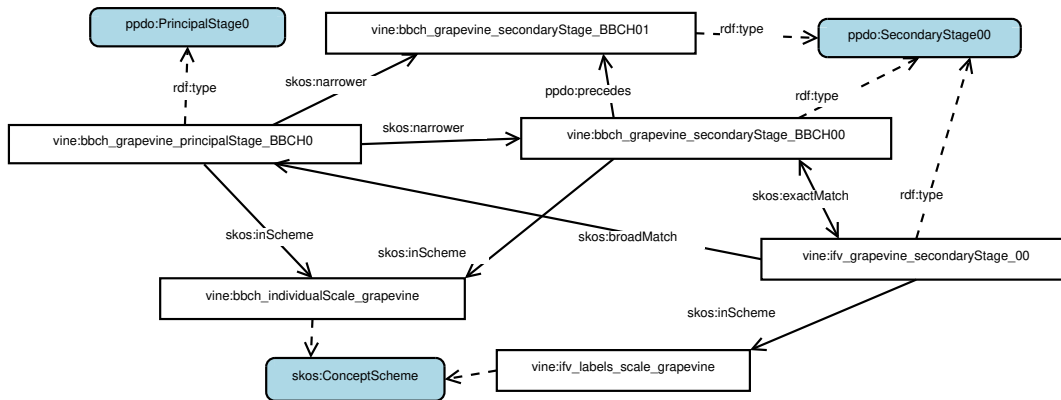 ppdo:PrincipalStage0
vine:bbch_grapevine_secondaryStage_BBCH01
rdf:type
ppdo:SecondaryStage00
skos:narrower
rdf:type
ppdo:precedes
rdf:type
skos:narrower
vine:bbch_grapevine_principalStage_BBCH0
vine:bbch_grapevine_secondaryStage_BBCH00
skos:exactMatch
rdf:type
skos:inScheme
skos:broadMatch
skos:inScheme
vine:ifv_grapevine_secondaryStage_00
vine:bbch_individualScale_grapevine
skos:inScheme
skos:ConceptScheme
vine:ifv_labels_scale_grapevine